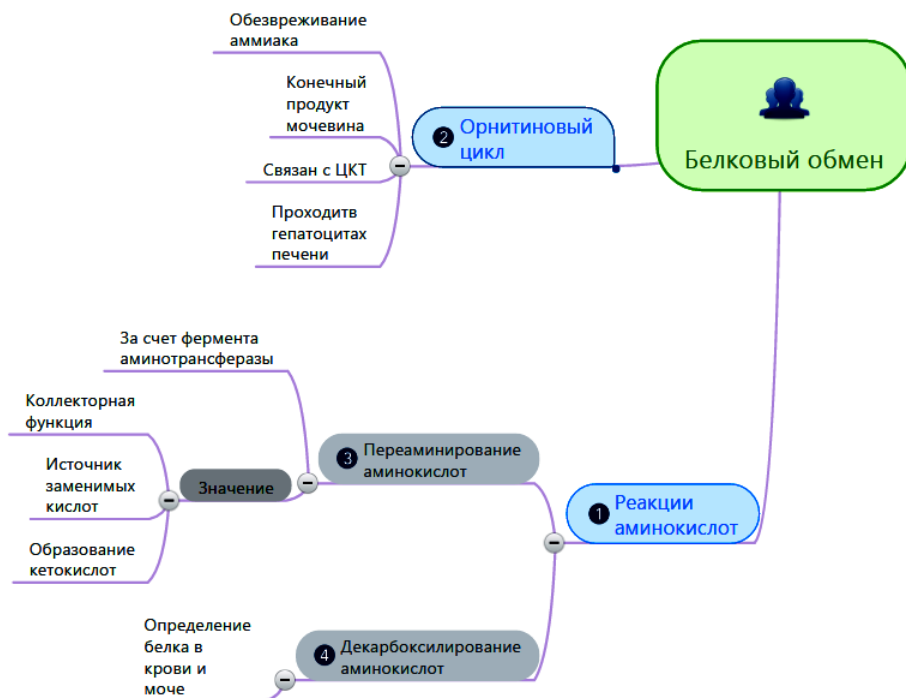 Обезвреживание
аммиака
Конечный
продукт
мочевина
Связан с ЦКТ
Проходитв
гепатоцитах
печени
2 Орнитиновый
цикл
Белковый обмен
За счет фермента
аминотрансферазы
Коллекторная
функция
Источник
заменимых
кислот
Образование
кетокислот
Значение
3 Переаминирование
аминокислот
1 Реакции
аминокислот
Определение
белка в
крови и
моче
4 Декарбоксилирование
аминокислот